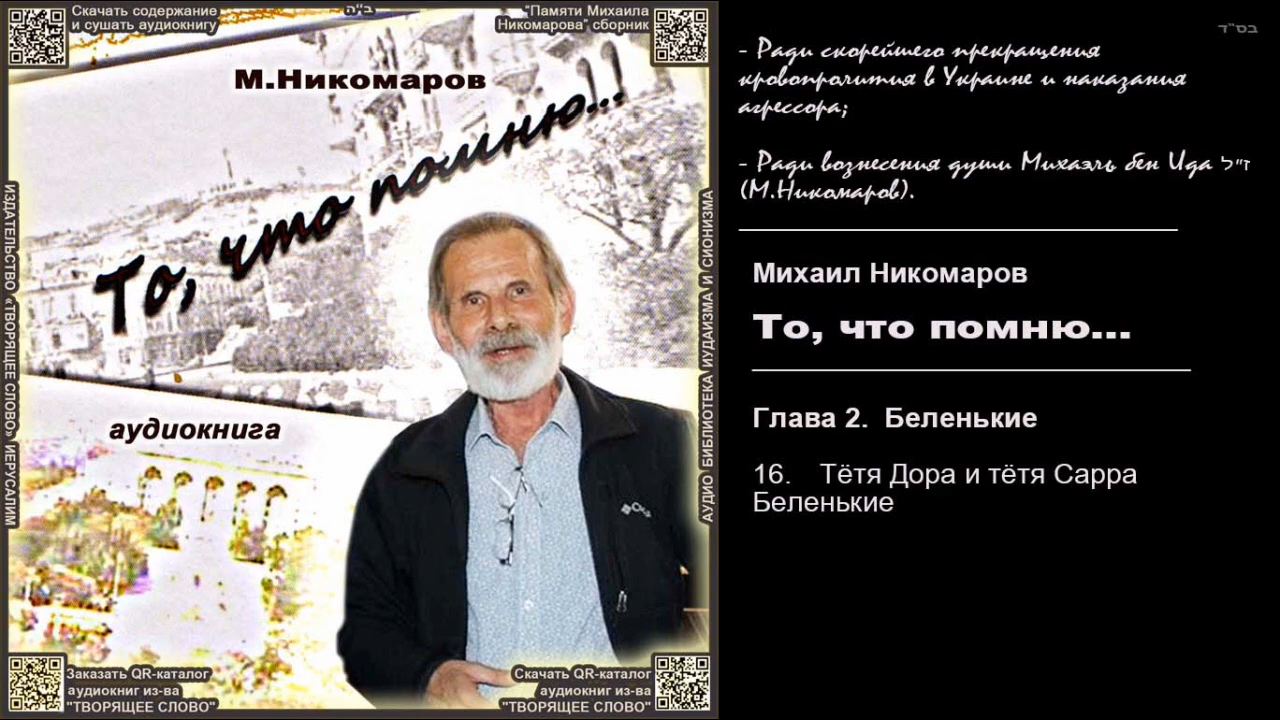 Скачать содержание
и сушать аудиокнигу
ב"ה
"Памяти Михаила
Никомарова" сборник
М.Никомаров
То, что помню...
аудиокнига
ИЗДАТЕЛЬСТВО «ТВОРЯЩЕЕ СЛОВО» ИЕРУСАЛИМ
АУДИО БИБЛИОТЕКА ИУДАИЗМА И СИОНИЗМА
Заказать QR-каталог
аудиокниг из-ва
"ТВОРЯЩЕЕ СЛОВО"
Скачать QR-каталог
аудиокниг из-ва
"ТВОРЯЩЕЕ СЛОВО"
בס"ד
- Ради скорейшего прекращения
кровопролития в Украине и наказания
агрессора;
- Ради вознесения души Михаэль бен Ида ז"ל
(М.Никомаров).
Михаил Никомаров
То, что помню...
Глава 2. Беленькие
16. Тётя Дора и тётя Сарра
Беленькие